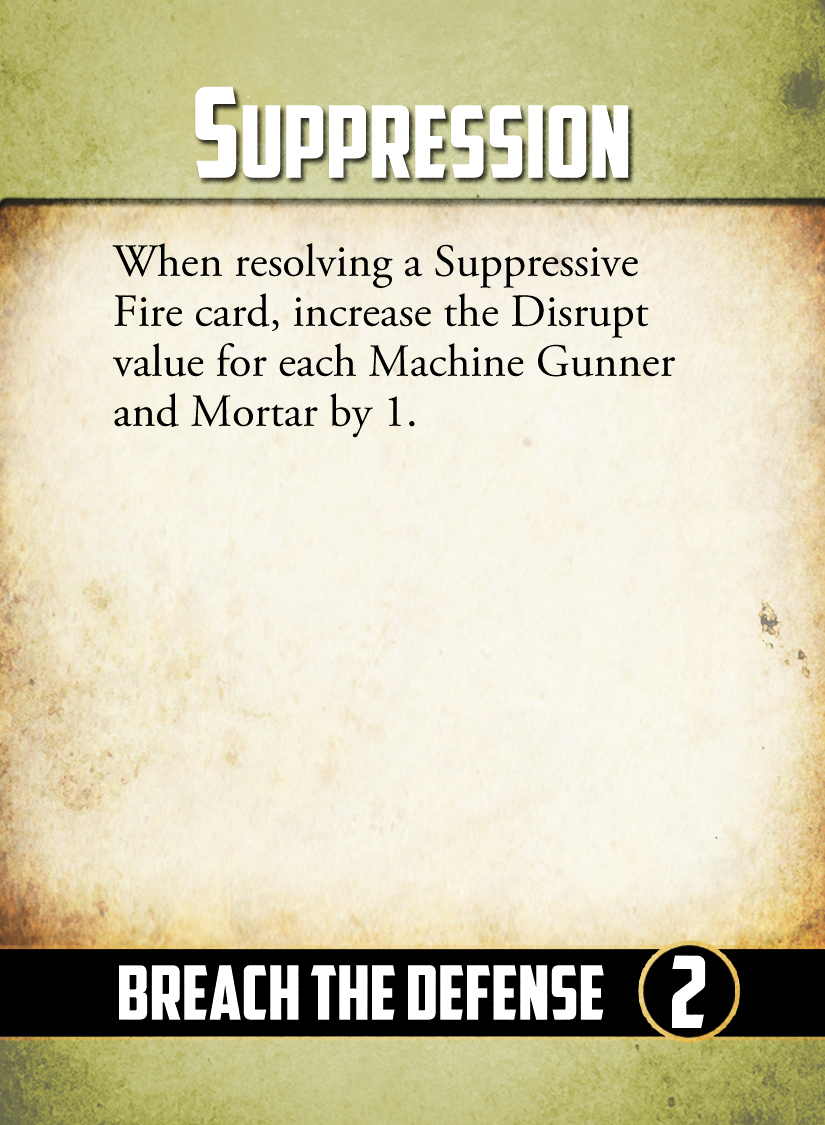 Suppression
When resolving a Suppressive
Fire card, increase the Disrupt
value for each Machine Gunner
and Mortar by 1.
BREACH THE DEFENSE 2